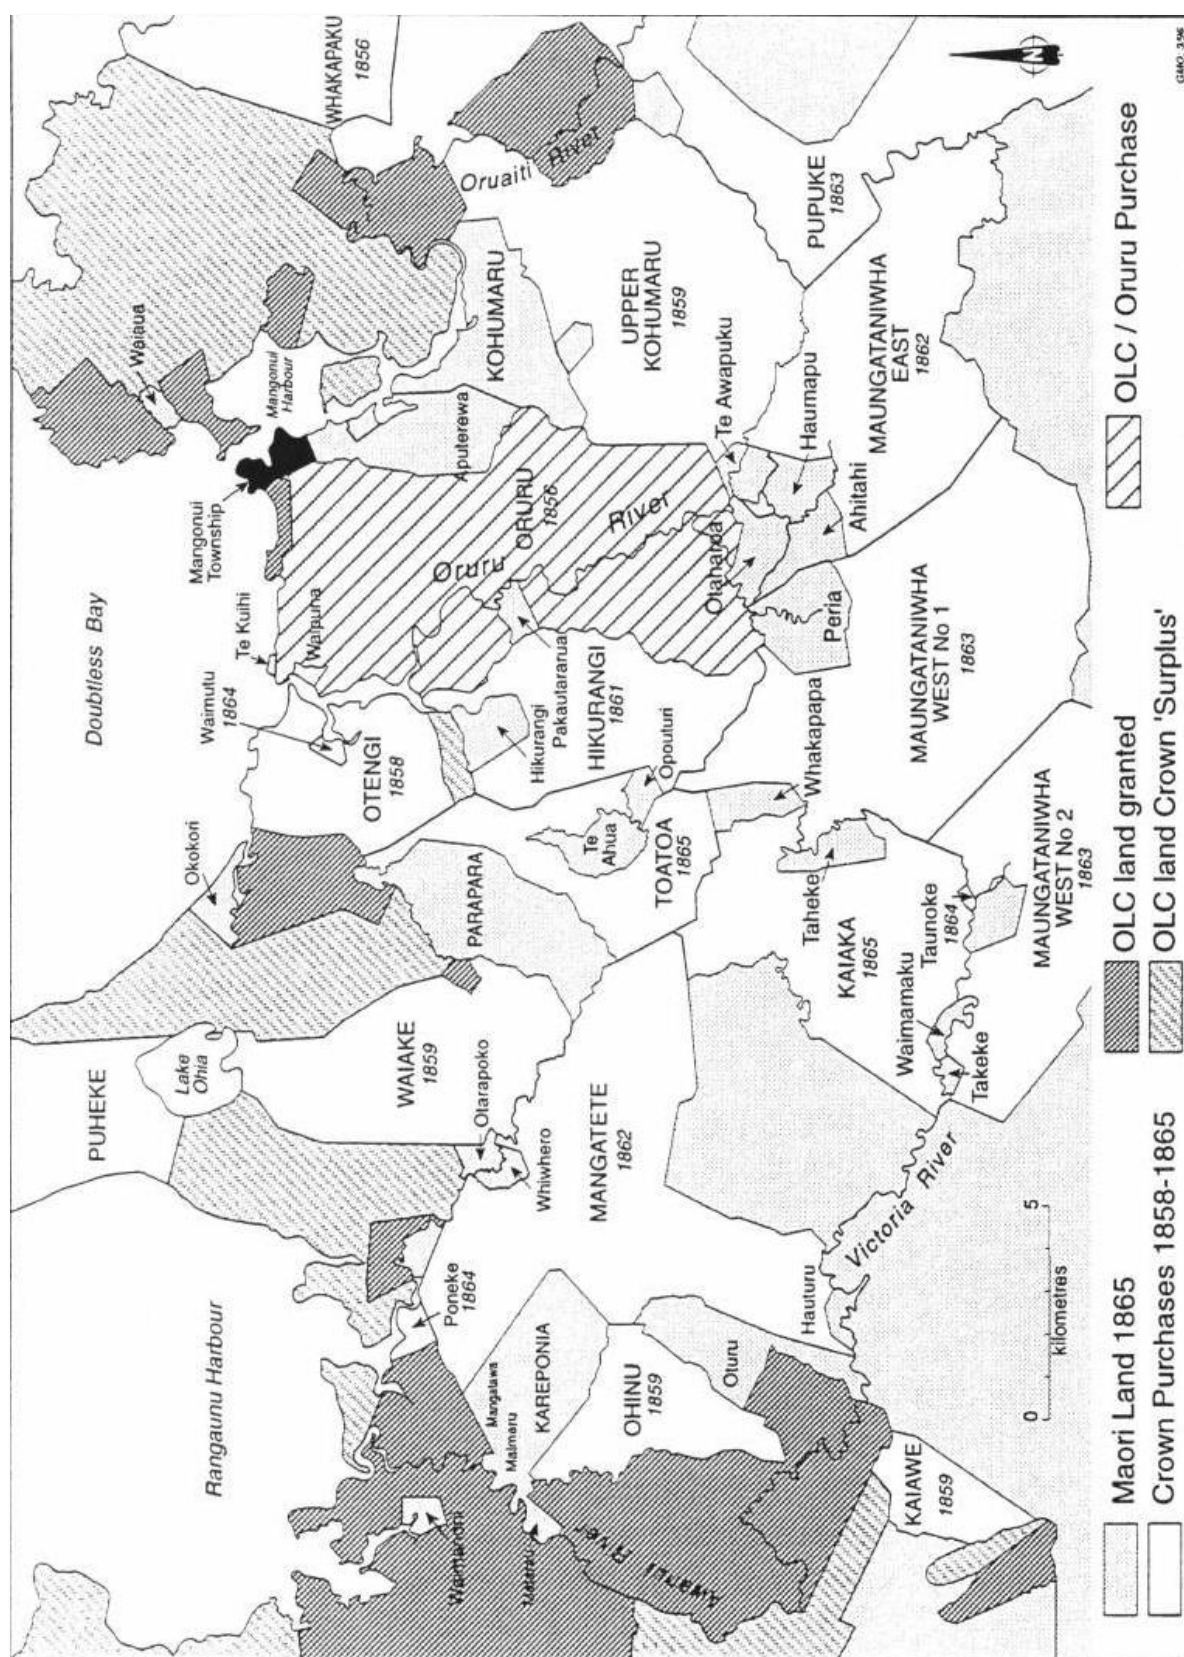 Doubtless Bay
Rangaunu Harbour
WHAKAPAKU
1856
Waiaua
Mangonui
Harbour
Mangonui
Township
Te Kuihi
Waipuna
Waimutu
1864
Okokori
PUHEKE
Lake
Ohia
Oruaiti
River
KOHUMARU
Aputerewa
ORURU
1856
Oruru
River
OTENGI
1858
Hikurangi
Pakautararua
HIKURANGI
1861
Opouturi
PARAPARA
Te
Ahua
TOATOA
1865
WAIAKE
1859
Otarapoko
Whiwhero
MANGATETE
1862
Poneke
1864
KAREPONIA
Mangatawa
Maimaru
OHINU
1859
Oturu
Waimanoni
Awanui River
KAIAWE
1859
Hauturu
Victoria River
UPPER
KOHUMARU
1859
PUPUKE
1863
Te Awapuku
Haumapu
Ahitahi
Peria
MAUNGATANIWHA
EAST
1862
MAUNGATANIWHA
WEST No 1
1863
Whakapapa
Taheke
KAIAKA
1865
Taunoke
1864
Waimamaku
Takeke
MAUNGATANIWHA
WEST No 2
1863
N
0 5
kilometres
Maori Land 1865
Crown Purchases 1858-1865
OLC land granted
OLC land Crown 'Surplus'
OLC / Oruru Purchase